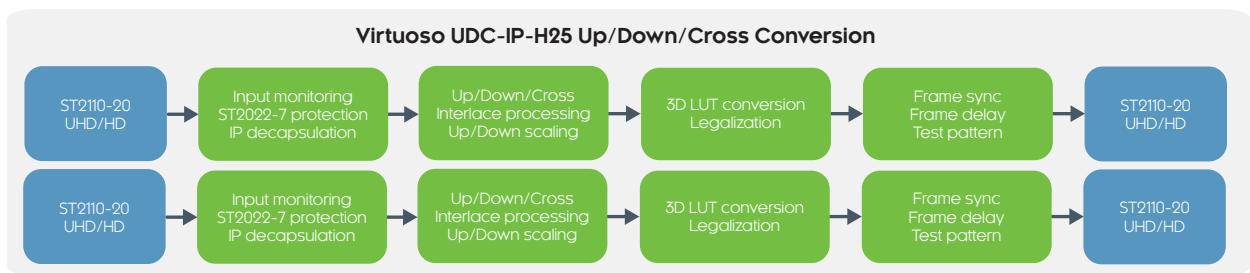 Virtuoso UDC-IP-H25 Up/Down/Cross Conversion
ST2110-20
UHD/HD
Input monitoring
ST2022-7 protection
IP decapsulation
Up/Down/Cross
Interlace processing
Up/Down scaling
3D LUT conversion
Legalization
Frame sync
Frame delay
Test pattern
ST2110-20
UHD/HD
ST2110-20
UHD/HD
Input monitoring
ST2022-7 protection
IP decapsulation
Up/Down/Cross
Interlace processing
Up/Down scaling
3D LUT conversion
Legalization
Frame sync
Frame delay
Test pattern
ST2110-20
UHD/HD